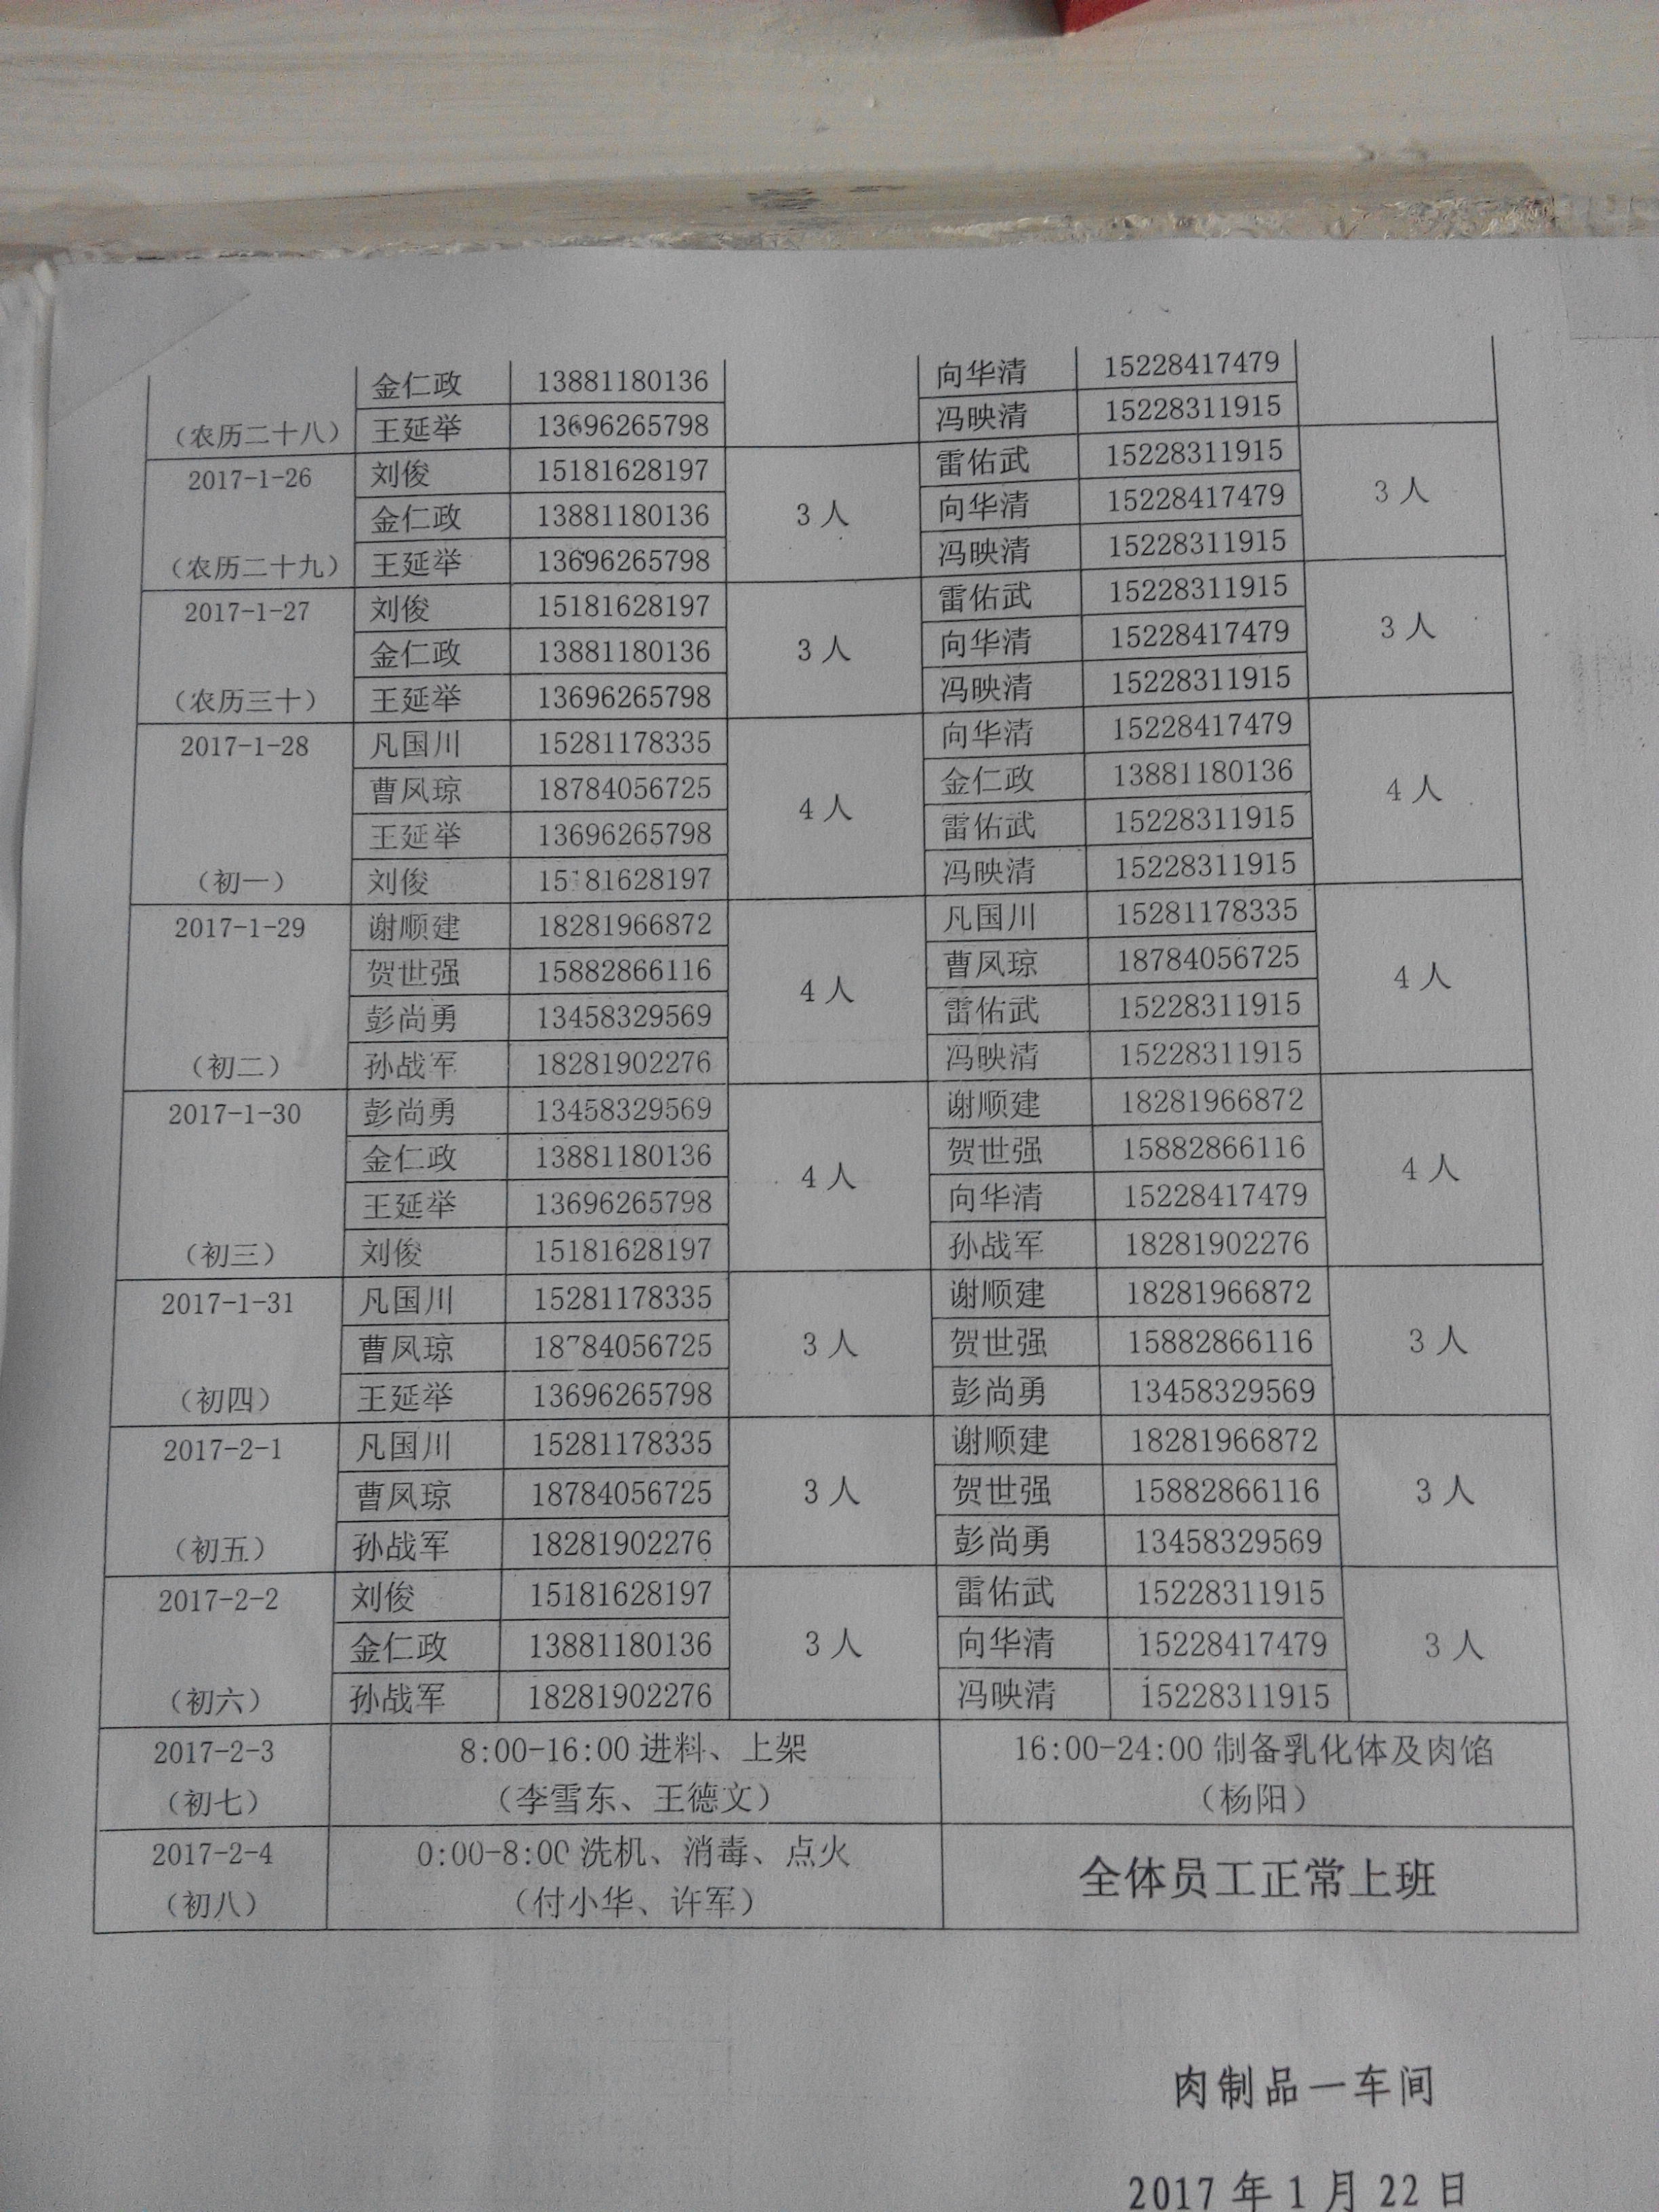 金仁政 13881180136 向华清 15228417479
(农历二十八) 王延举 13696265798 冯映清 15228311915
2017-1-26 刘俊 15181628197 3人 雷佑武 15228311915 3人
金仁政 13881180136 向华清 15228417479
(农历二十九) 王延举 13696265798 冯映清 15228311915
2017-1-27 刘俊 15181628197 3人 雷佑武 15228311915 3人
金仁政 13881180136 向华清 15228417479
(农历三十) 王延举 13696265798 冯映清 15228311915
2017-1-28 凡国川 15281178335 4人 向华清 15228417479 4人
曹凤琼 18784056725 金仁政 13881180136
王延举 13696265798 雷佑武 15228311915
(初一) 刘俊 15181628197 冯映清 15228311915
2017-1-29 谢顺建 18281966872 4人 凡国川 15281178335 4人
贺世强 15882866116 曹凤琼 18784056725
彭尚勇 13458329569 雷佑武 15228311915
(初二) 孙战军 18281902276 冯映清 15228311915
2017-1-30 彭尚勇 13458329569 4人 谢顺建 18281966872 4人
金仁政 13881180136 贺世强 15882866116
王延举 13696265798 向华清 15228417479
(初三) 刘俊 15181628197 孙战军 18281902276
2017-1-31 凡国川 15281178335 3人 谢顺建 18281966872 3人
曹凤琼 18784056725 贺世强 15882866116
(初四) 王延举 13696265798 彭尚勇 13458329569
2017-2-1 凡国川 15281178335 3人 谢顺建 18281966872 3人
曹凤琼 18784056725 贺世强 15882866116
(初五) 孙战军 18281902276 彭尚勇 13458329569
2017-2-2 刘俊 15181628197 3人 雷佑武 15228311915 3人
金仁政 13881180136 向华清 15228417479
(初六) 孙战军 18281902276 冯映清 15228311915
2017-2-3 8:00-16:00 进料、上架 16:00-24:00 制备乳化体及肉馅
(初七) (李雪东、王德文) (杨阳)
2017-2-4 0:00-8:00 洗机、消毒、点火 全体员工正常上班
(初八) (付小华、许军)
肉制品一车间
2017 年 1 月 22 日